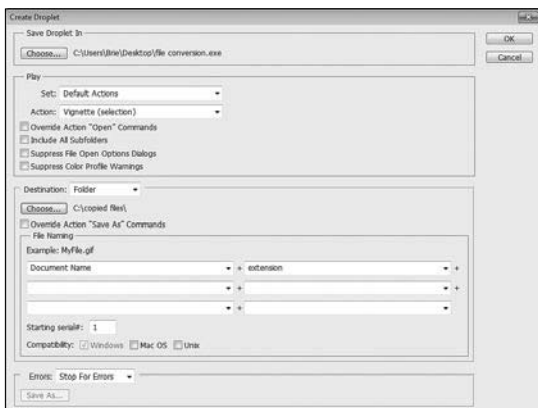 Create Droplet
Save Droplet In
Choose... C:\Users\Brie\Desktop\file conversion.exe
OK
Cancel
Play
Set: Default Actions
Action: Vignette (selection)
Override Action "Open" Commands
Include All Subfolders
Suppress File Open Options Dialogs
Suppress Color Profile Warnings
Destination: Folder
Choose... C:\copied files\
Override Action "Save As" Commands
File Naming
Example: MyFile.gif
Document Name + extension +
+ +
+
Starting serial#: 1
Compatibility: Windows Mac OS Unix
Errors: Stop For Errors
Save As...